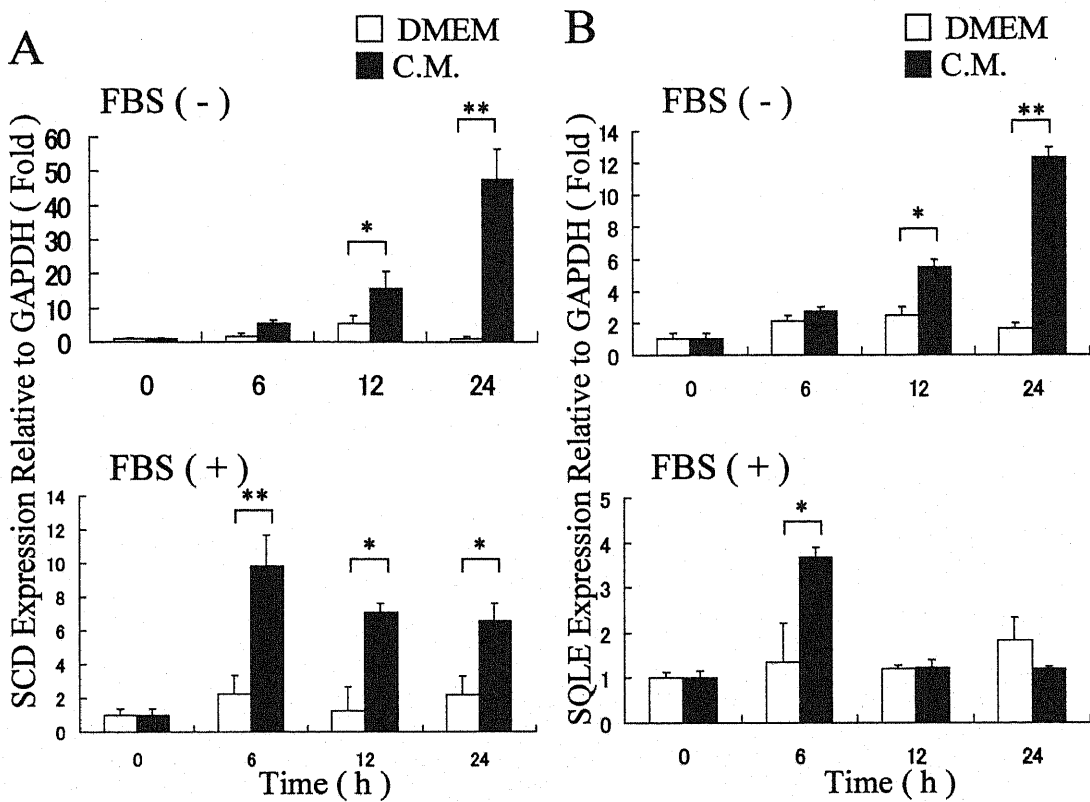 A
DMEM
C.M.
FBS ( - )
SCD Expression Relative to GAPDH ( Fold )
60
50
40
30
20
10
0
*
**
0 6 12 24
FBS ( + )
14
12
10
8
6
4
2
0
**
*
*
0 6 12 24
Time ( h )
B
DMEM
C.M.
FBS ( - )
SQLE Expression Relative to GAPDH ( Fold )
14
12
10
8
6
4
2
0
*
**
0 6 12 24
FBS ( + )
5
4
3
2
1
0
*
0 6 12 24
Time ( h )